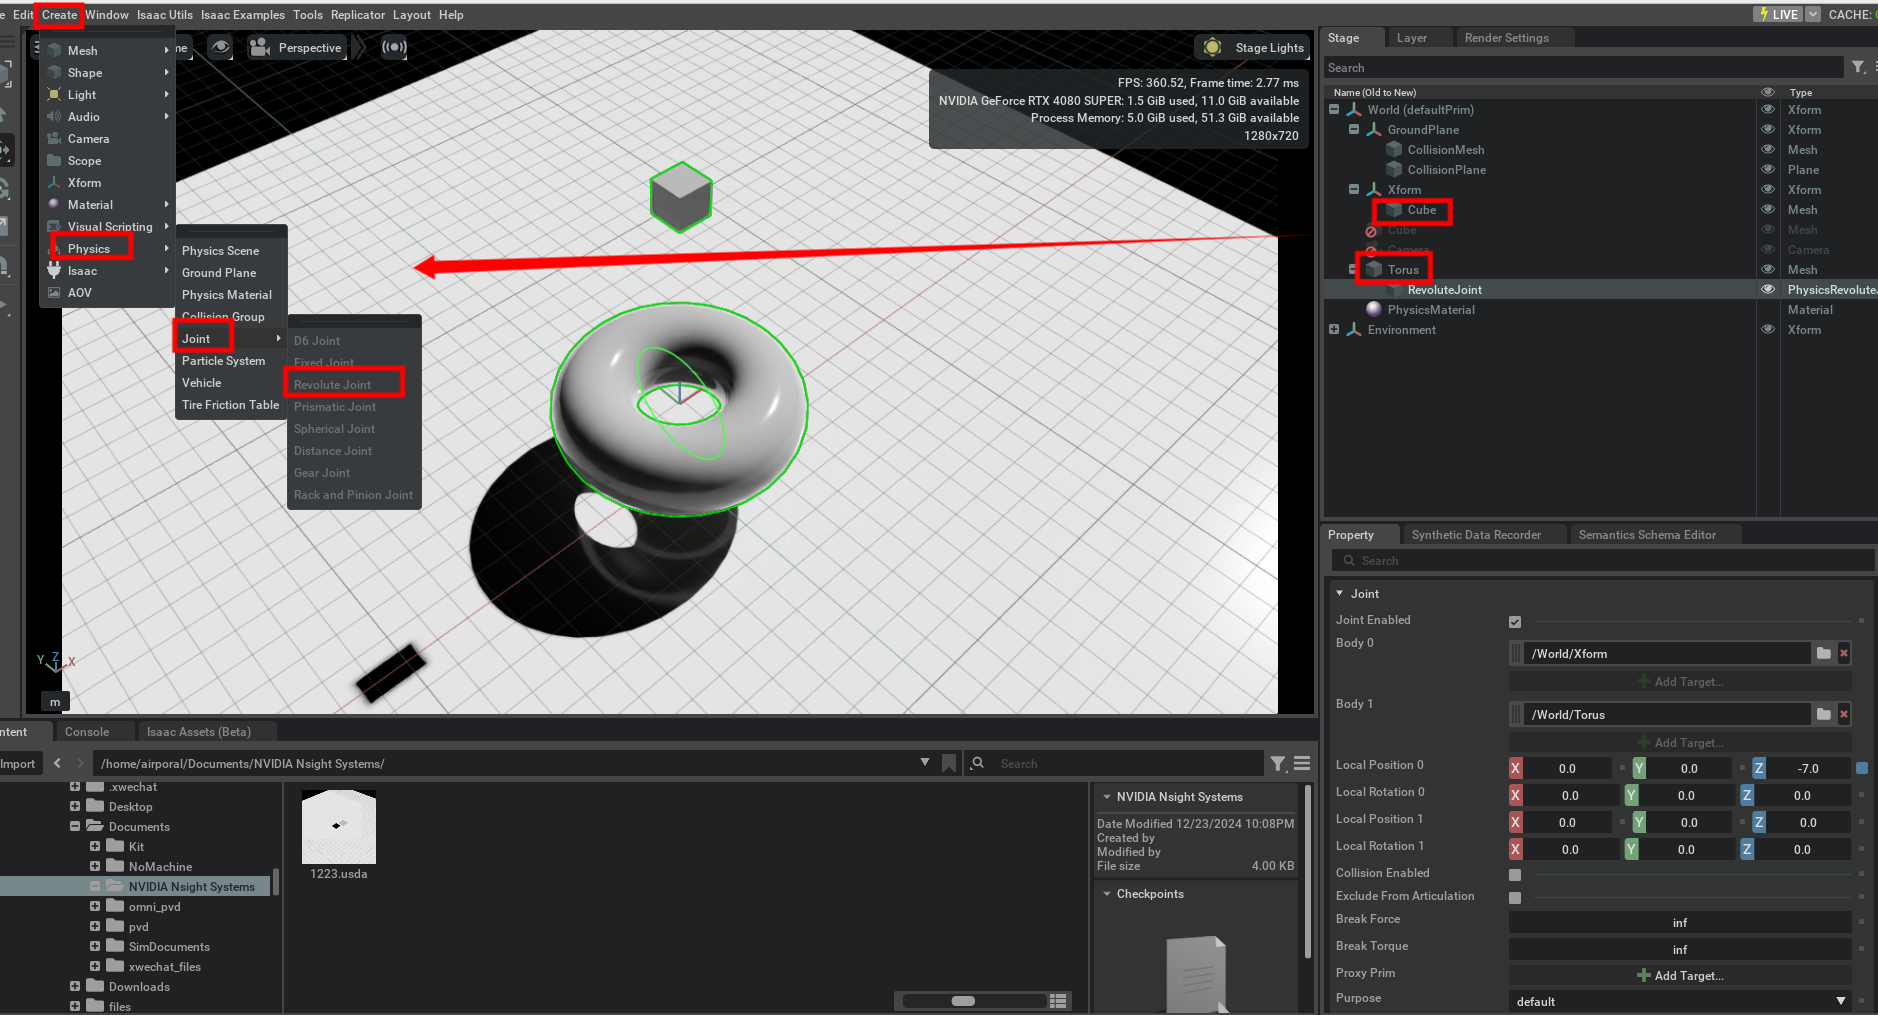 e Edit Create Window Isaac Utils Isaac Examples Tools Replicator Layout Help
LIVE CACHE:
Mesh
Shape
Light
Audio
Camera
Scope
Xform
Material
Visual Scripting
Physics
Isaac
AOV
Physics Scene
Ground Plane
Physics Material
Collision Group
Joint
Particle System
Vehicle
Tire Friction Table
D6 Joint
Fixed Joint
Revolute Joint
Prismatic Joint
Spherical Joint
Distance Joint
Gear Joint
Rack and Pinion Joint
me
Perspective
Stage Lights
FPS: 360.52, Frame time: 2.77 ms
NVIDIA GeForce RTX 4080 SUPER: 1.5 GiB used, 11.0 GiB available
Process Memory: 5.0 GiB used, 51.3 GiB available
1280x720
Y Z X
m
Stage Layer Render Settings
Search
Name (Old to New) Type
World (defaultPrim) Xform
GroundPlane Xform
CollisionMesh Mesh
CollisionPlane Plane
Xform Xform
Cube Mesh
Cube Mesh
Camera Camera
Torus Mesh
RevoluteJoint PhysicsRevoluteJ
PhysicsMaterial Material
Environment Xform
Property Synthetic Data Recorder Semantics Schema Editor
Search
Joint
Joint Enabled
Body 0
/World/Xform
Add Target...
Body 1
/World/Torus
Add Target...
Local Position 0 X 0.0 Y 0.0 Z -7.0
Local Rotation 0 X 0.0 Y 0.0 Z 0.0
Local Position 1 X 0.0 Y 0.0 Z 0.0
Local Rotation 1 X 0.0 Y 0.0 Z 0.0
Collision Enabled
Exclude From Articulation
Break Force inf
Break Torque inf
Proxy Prim Add Target...
Purpose default
ntent Console Isaac Assets (Beta)
Import /home/airporal/Documents/NVIDIA Nsight Systems/ Search
.xwechat
Desktop
Documents
Kit
NoMachine
NVIDIA Nsight Systems
omni_pvd
pvd
SimDocuments
xwechat_files
Downloads
files
1223.usda
NVIDIA Nsight Systems
Date Modified 12/23/2024 10:08PM
Created by
Modified by
File size 4.00 KB
Checkpoints